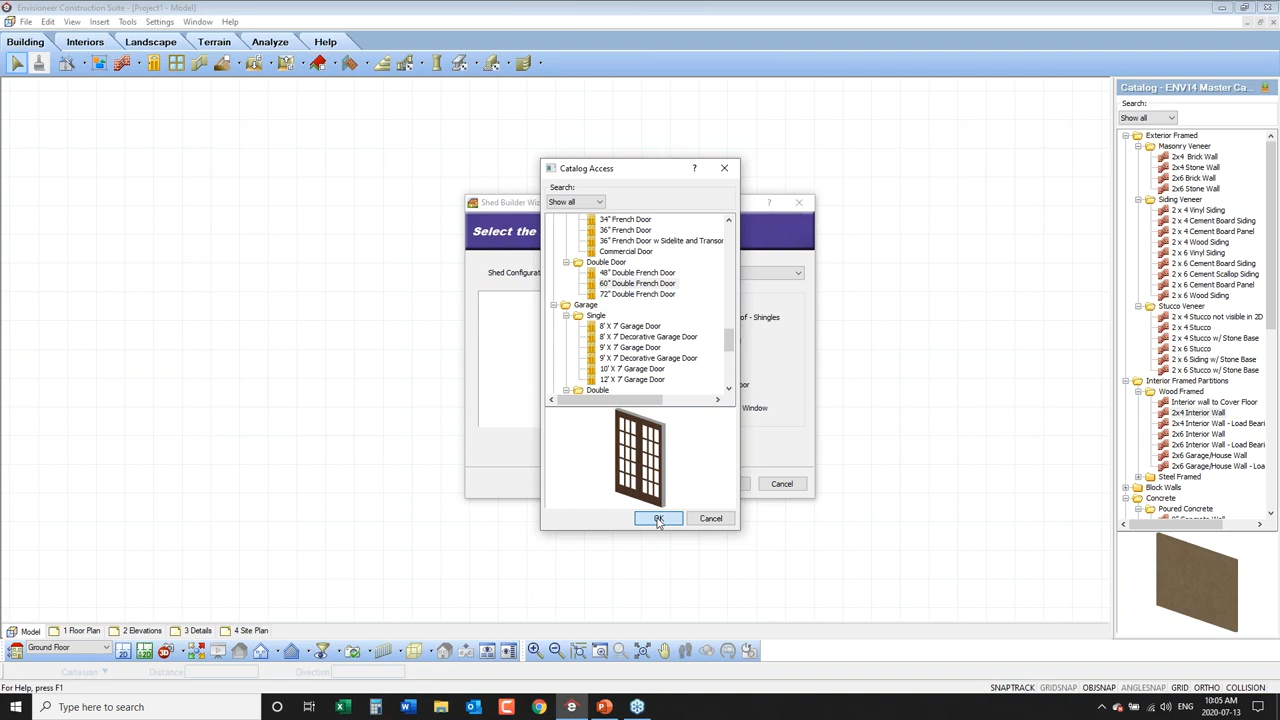 Envisioneer Construction Suite - [Project1 - Model]
File Edit View Insert Tools Settings Window Help
Building Interiors Landscape Terrain Analyze Help
Catalog - ENV14 Master Ca...
Search:
Show all
Exterior Framed
Masonry Veneer
2x4 Brick Wall
2x4 Stone Wall
2x6 Brick Wall
2x6 Stone Wall
Siding Veneer
2 x 4 Vinyl Siding
2 x 4 Cement Board Siding
2 x 4 Cement Board Panel
2 x 4 Wood Siding
2 x 6 Vinyl Siding
2 x 6 Cement Board Siding
2 x 6 Cement Scallop Siding
2 x 6 Cement Board Panel
2 x 6 Wood Siding
Stucco Veneer
2 x 4 Stucco not visible in 2D
2 x 4 Stucco
2 x 4 Stucco w/ Stone Base
2 x 6 Stucco
2 x 6 Siding w/ Stone Base
2 x 6 Stucco w/ Stone Base
Interior Framed Partitions
Wood Framed
Interior wall to Cover Floor
2x4 Interior Wall
2x4 Interior Wall - Load Beari
2x6 Interior Wall
2x6 Interior Wall - Load Beari
2x6 Garage/House Wall
2x6 Garage/House Wall - Loa
Steel Framed
Block Walls
Concrete
Poured Concrete
Shed Builder Wiz
Select the
Shed Configurat
of - Shingles
oor
Window
Cancel
Catalog Access
Search:
Show all
34" French Door
36" French Door
36" French Door w Sidelite and Transor
Commercial Door
Double Door
48" Double French Door
60" Double French Door
72" Double French Door
Garage
Single
8' X 7' Garage Door
8' X 7' Decorative Garage Door
9' X 7' Garage Door
9' X 7' Decorative Garage Door
10' X 7' Garage Door
12' X 7' Garage Door
Double
OK Cancel
Model 1 Floor Plan 2 Elevations 3 Details 4 Site Plan
Ground Floor
Cartesian Distance Direction
For Help, press F1
SNAPTRACK GRIDSNAP OBJSNAP ANGLESNAP GRID ORTHO COLLISION
Type here to search
ENG
10:05 AM
2020-07-13